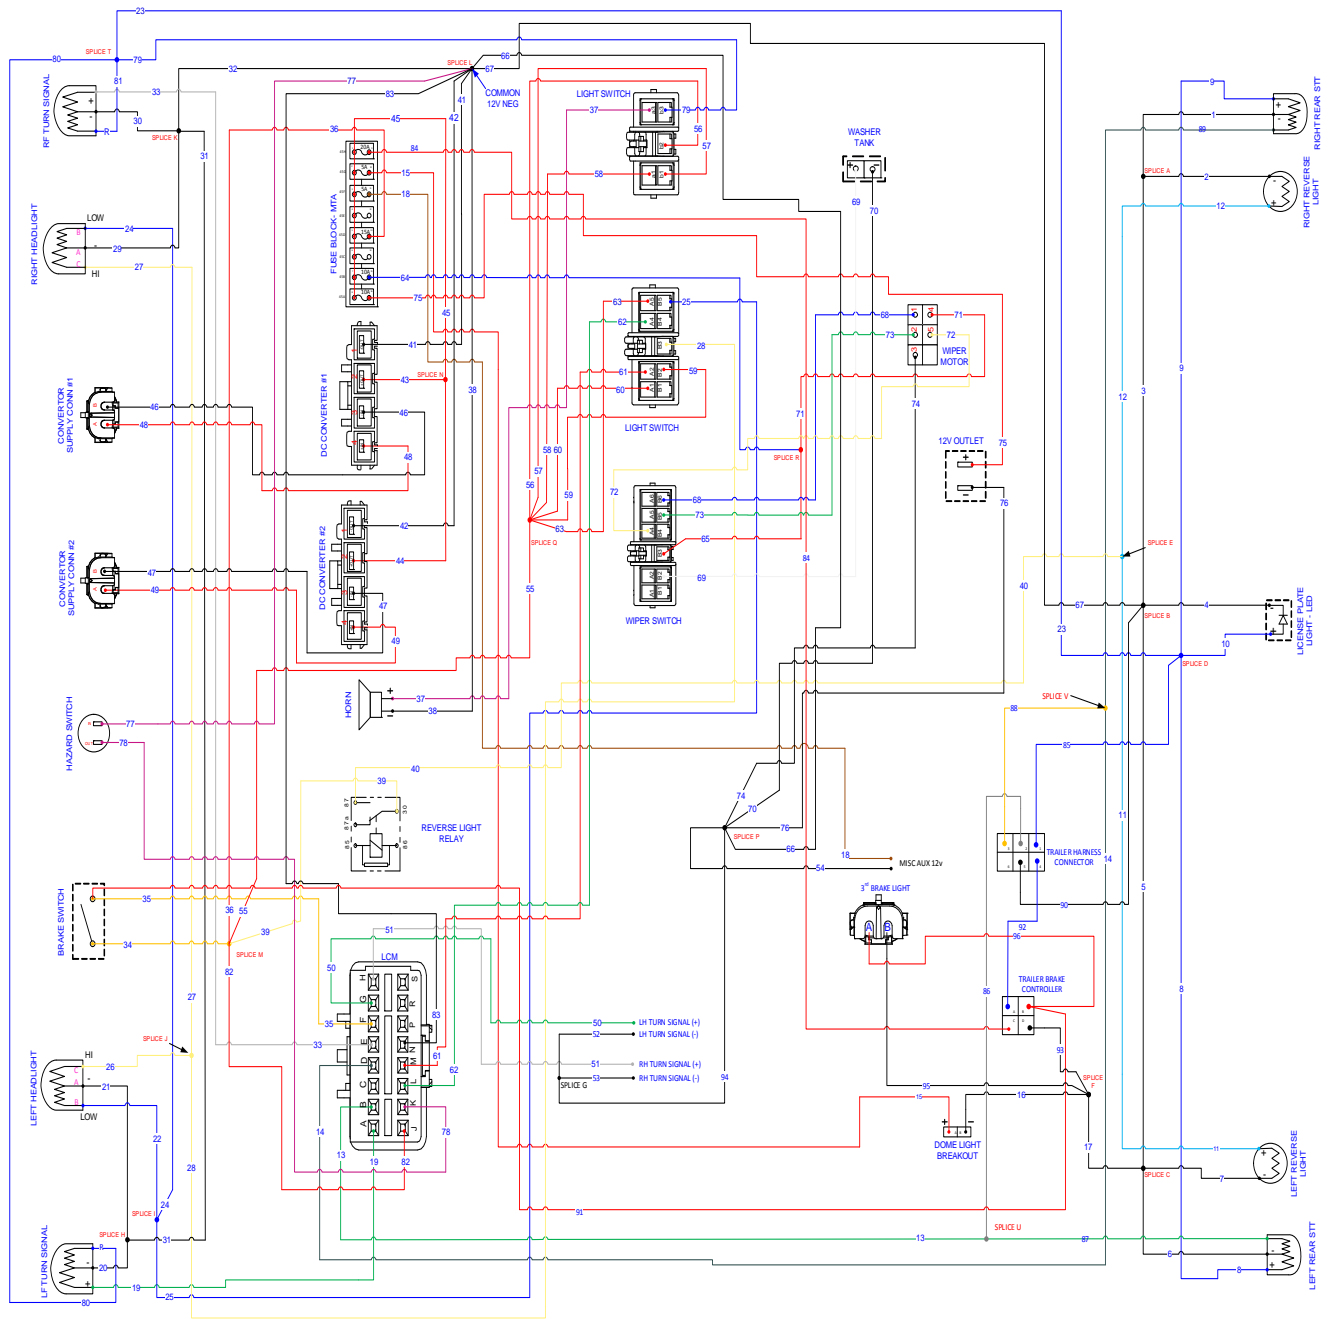 23
80
SPLICE T
79
81
32
33
77
83
66
SPLICE L
67
COMMON
12V NEG
41
42
LIGHT SWITCH
37
79
56
57
58
RF TURN SIGNAL
+
-
R
30
SPLICE K
31
36
45
84
15
18
20A
5A
5A
15A
10A
10A
FUSE BLOCK- MTA
64
75
WASHER
TANK
+
-
69
70
9
1
89
RIGHT REAR STT
SPLICE A
2
12
RIGHT REVERSE
LIGHT
RIGHT HEADLIGHT
LOW
B
A
C
HI
24
29
27
45
41
SPLICE N
43
46
48
DC CONVERTER #1
38
63
62
61
60
25
28
59
LIGHT SWITCH
68
73
71
72
WIPER
MOTOR
74
71
SPLICE R
12V OUTLET
+
-
75
76
3
12
9
CONVERTOR
SUPPLY CONN #1
46
48
58
60
57
56
59
SPLICE Q
63
72
68
73
65
69
WIPER SWITCH
84
DC CONVERTER #2
42
44
47
49
55
CONVERTOR
SUPPLY CONN #2
47
49
SPLICE E
40
67
SPLICE B
4
10
23
SPLICE D
LICENSE PLATE
LIGHT - LED
HORN
+
-
37
38
HAZARD SWITCH
77
78
SPLICE V
88
85
40
39
87
87a
85
30
86
REVERSE LIGHT
RELAY
74
70
76
SPLICE P
66
54
18
MISC AUX 12v
11
14
5
TRAILER HARNESS
CONNECTOR
90
92
96
BRAKE SWITCH
35
34
36
55
39
SPLICE M
82
3rd BRAKE LIGHT
A
B
51
50
LCM
H
G
F
E
D
C
B
A
S
R
P
N
M
L
K
J
83
61
62
35
33
TRAILER BRAKE
CONTROLLER
86
8
93
50
LH TURN SIGNAL (+)
52
LH TURN SIGNAL (-)
51
RH TURN SIGNAL (+)
53
RH TURN SIGNAL (-)
SPLICE G
94
95
SPLICE
F
16
15
+
-
DOME LIGHT
BREAKOUT
17
27
SPLICE J
LEFT HEADLIGHT
HI
C
A
B
LOW
26
21
22
28
24
SPLICE I
14
13
19
82
78
11
SPLICE C
7
LEFT REVERSE
LIGHT
91
SPLICE U
13
87
6
8
LEFT REAR STT
LF TURN SIGNAL
SPLICE H
31
R
-
20
+
19
80
25